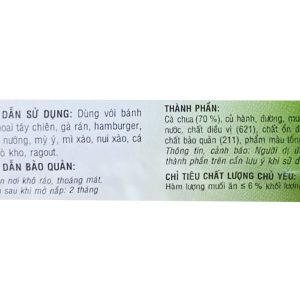 DẪN SỬ DỤNG: Dùng với bánh
oai tây chiên, gà rán, hamburger,
nướng, mỳ ý, mì xào, nui xào, cá
ò kho, ragout.
DẪN BẢO QUẢN:
n nơi khô ráo, thoáng mát.
sau khi mở nắp: 2 tháng
THÀNH PHẦN:
Cà chua (70 %), củ hành, đường, mu
nước, chất điều vị (621), chất ổn
chất bảo quản (211), phẩm màu tổn
Thông tin, cảnh báo: Người dị ứ
thành phần trên cần lưu ý khi sử
CHỈ TIÊU CHẤT LƯỢNG CHỦ YẾU:
Hàm lượng muối ăn ≤ 6 % khối lượ